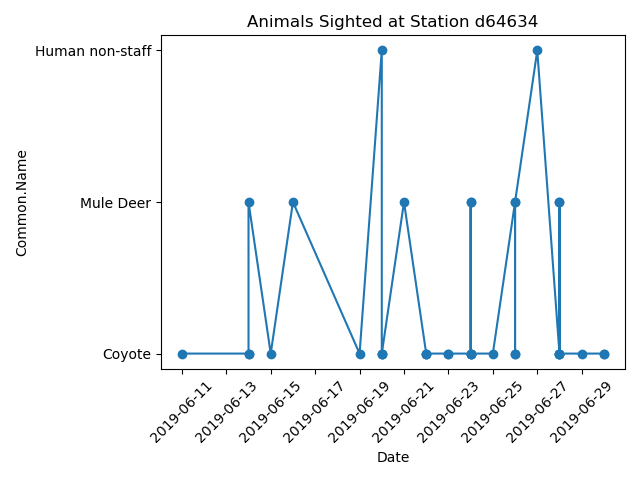 Animals Sighted at Station d64634
Human non-staff
Mule Deer
Coyote
Common.Name
2019-06-11
2019-06-13
2019-06-15
2019-06-17
2019-06-19
2019-06-21
2019-06-23
2019-06-25
2019-06-27
2019-06-29
Date